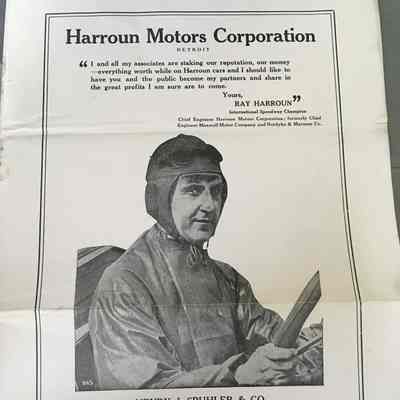 Harroun Motors Corporation
DETROIT
“I and all my associates are staking our reputation, our money
—everything worth while on Harroun cars and I should like to
have you and the public become my partners and share in
the great profits I am sure are to come.
Yours,
RAY HARROUN”
International Speedway Champion
Chief Engineer Harroun Motors Corporation; formerly Chief
Engineer Maxwell Motor Company and Nordyke & Marmon Co.
865
HENRY J. SPUHLER & CO.